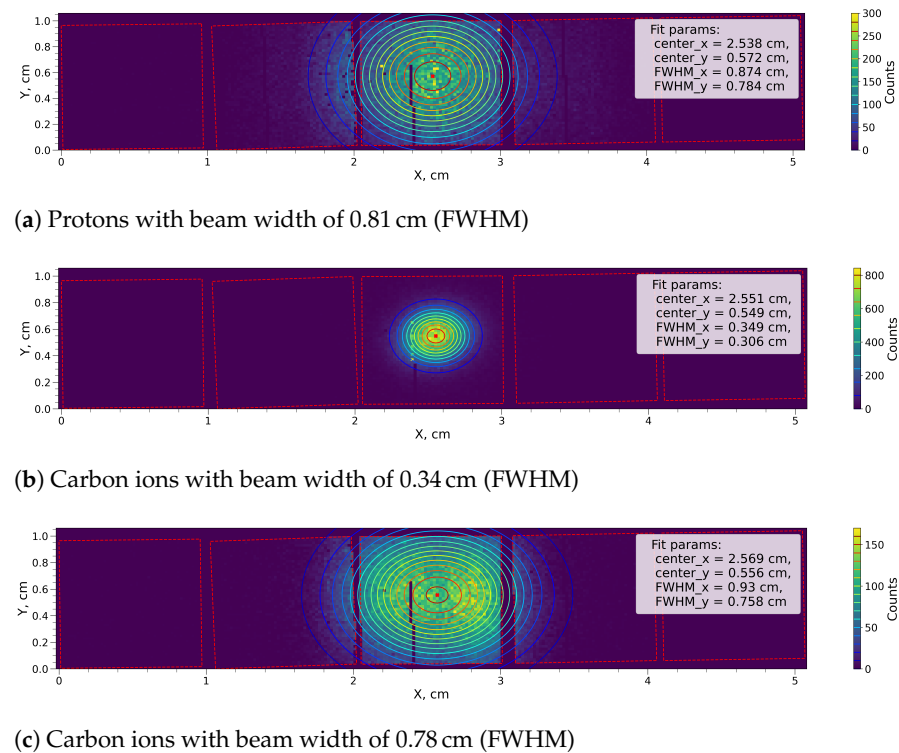 1.0
0.8
0.6
0.4
0.2
0.0
Y, cm
0
1
2
3
4
5
X, cm
Fit params:
center_x = 2.538 cm,
center_y = 0.572 cm,
FWHM_x = 0.874 cm,
FWHM_y = 0.784 cm
300
250
200
150
100
50
0
Counts
(a) Protons with beam width of 0.81 cm (FWHM)
1.0
0.8
0.6
0.4
0.2
0.0
Y, cm
0
1
2
3
4
5
X, cm
Fit params:
center_x = 2.551 cm,
center_y = 0.549 cm,
FWHM_x = 0.349 cm,
FWHM_y = 0.306 cm
800
600
400
200
0
Counts
(b) Carbon ions with beam width of 0.34 cm (FWHM)
1.0
0.8
0.6
0.4
0.2
0.0
Y, cm
0
1
2
3
4
5
X, cm
Fit params:
center_x = 2.569 cm,
center_y = 0.556 cm,
FWHM_x = 0.93 cm,
FWHM_y = 0.758 cm
150
100
50
0
Counts
(c) Carbon ions with beam width of 0.78 cm (FWHM)